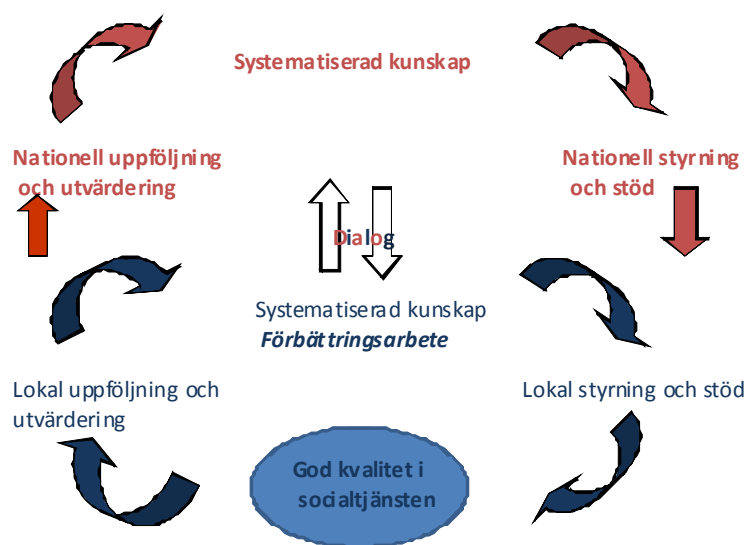 Systematiserad kunskap
Nationell uppföljning
och utvärdering
Nationell styrning
och stöd
Dialog
Systematiserad kunskap
Förbättringsarbete
Lokal uppföljning och
utvärdering
Lokal styrning och stöd
God kvalitet i
socialtjänsten